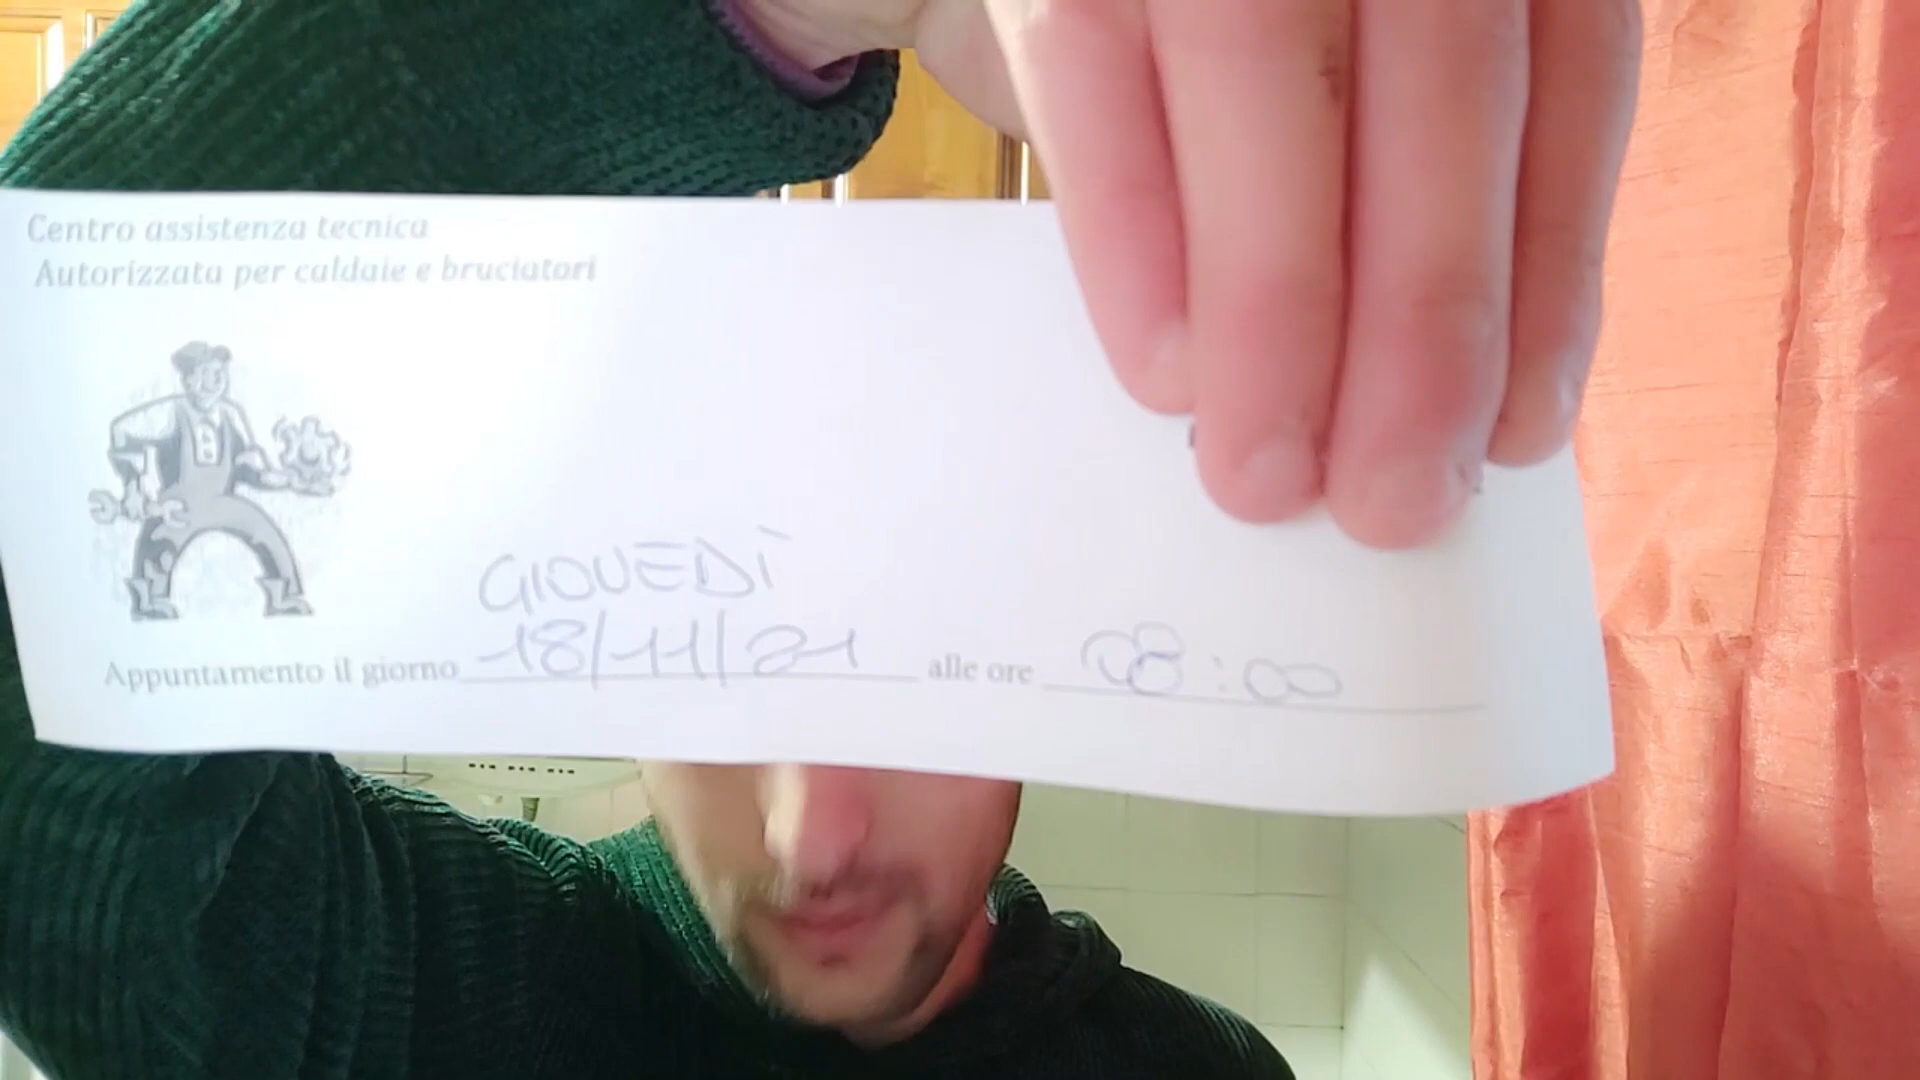 Centro assistenza tecnica
Autorizzata per caldaie e bruciatori
GIOVEDÌ
Appuntamento il giorno 18/11/21 alle ore 08:00